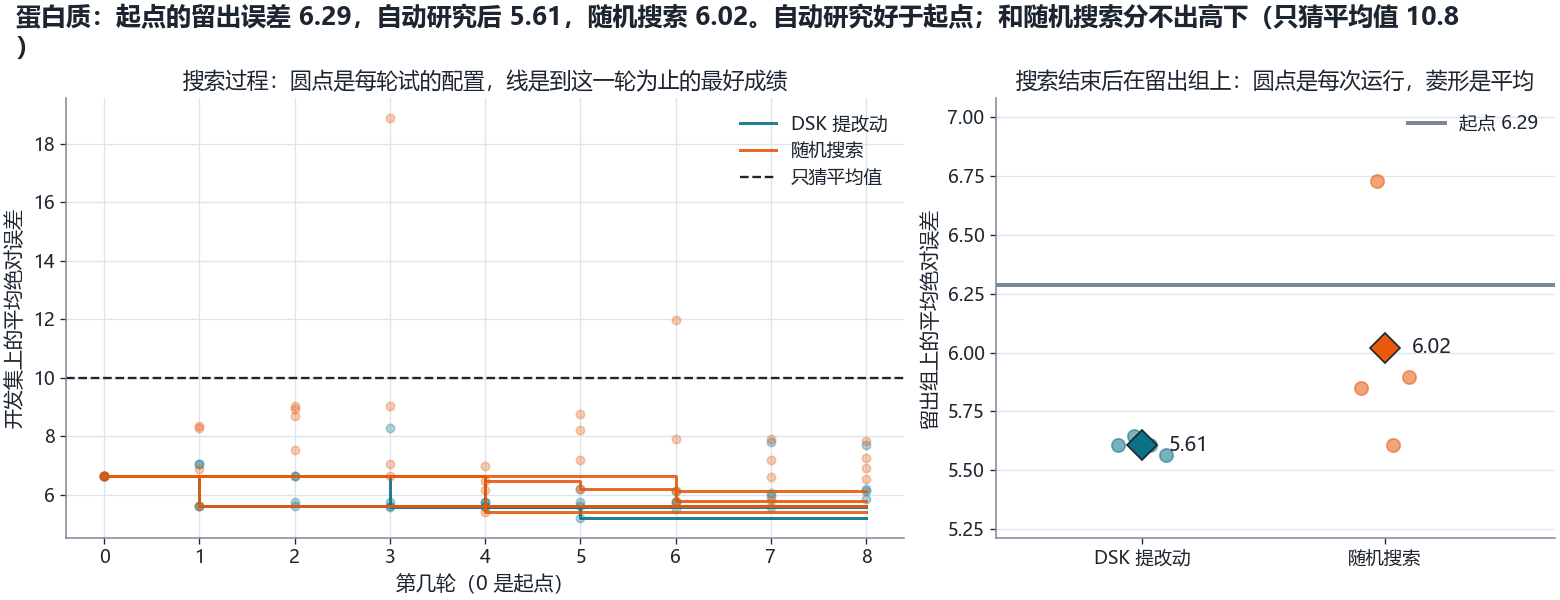 蛋白质：起点的留出误差 6.29，自动研究后 5.61，随机搜索 6.02。自动研究好于起点；和随机搜索分不出高下（只猜平均值 10.8
）
搜索过程：圆点是每轮试的配置，线是到这一轮为止的最好成绩
开发集上的平均绝对误差
18
16
14
12
10
8
6
DSK 提改动
随机搜索
只猜平均值
0 1 2 3 4 5 6 7 8
第几轮（0 是起点）
搜索结束后在留出组上：圆点是每次运行，菱形是平均
留出组上的平均绝对误差
7.00
6.75
6.50
6.25
6.00
5.75
5.50
5.25
起点 6.29
6.02
5.61
DSK 提改动 随机搜索